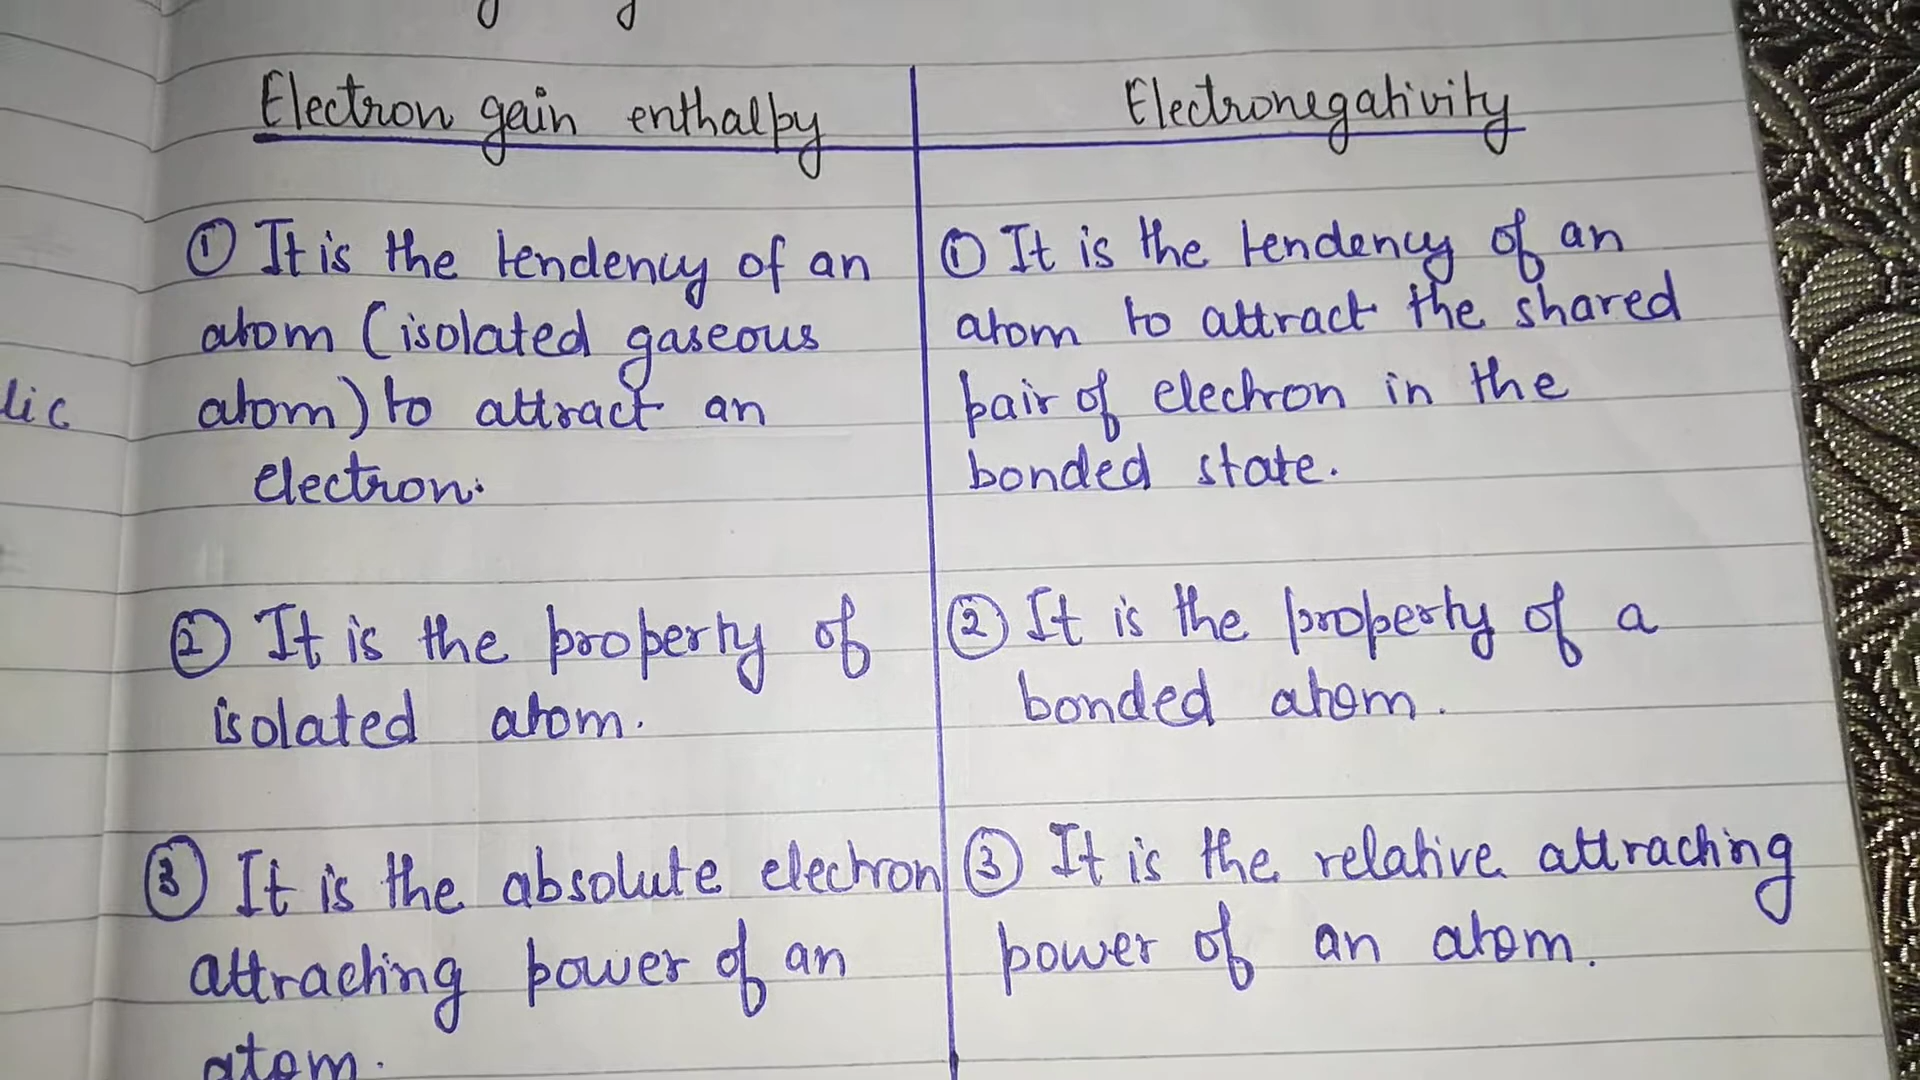 Electron gain enthalpy
① It is the tendency of an
atom (isolated gaseous
atom) to attract an
electron.
② It is the property of
isolated atom.
③ It is the absolute electron
attraching power of an
atom.
Electronegativity
① It is the tendency of an
atom to attract the shared
pair of electron in the
bonded state.
② It is the property of a
bonded atom.
③ It is the relative attraching
power of an atom.
lic